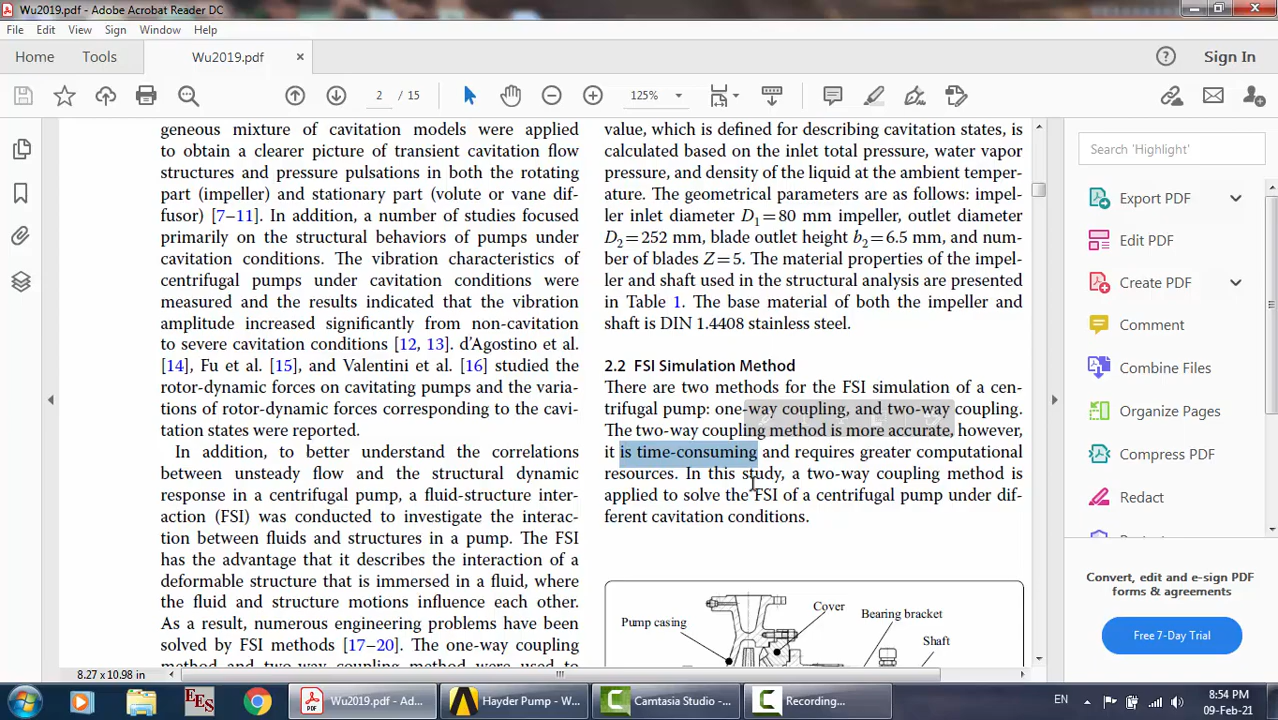 Wu2019.pdf - Adobe Acrobat Reader DC
File Edit View Sign Window Help
Home Tools Wu2019.pdf × ? Sign In
2 / 15 125%
geneous mixture of cavitation models were applied
to obtain a clearer picture of transient cavitation flow
structures and pressure pulsations in both the rotating
part (impeller) and stationary part (volute or vane dif-
fusor) [7–11]. In addition, a number of studies focused
primarily on the structural behaviors of pumps under
cavitation conditions. The vibration characteristics of
centrifugal pumps under cavitation conditions were
measured and the results indicated that the vibration
amplitude increased significantly from non-cavitation
to severe cavitation conditions [12, 13]. d’Agostino et al.
[14], Fu et al. [15], and Valentini et al. [16] studied the
rotor-dynamic forces on cavitating pumps and the varia-
tions of rotor-dynamic forces corresponding to the cavi-
tation states were reported.
In addition, to better understand the correlations
between unsteady flow and the structural dynamic
response in a centrifugal pump, a fluid-structure inter-
action (FSI) was conducted to investigate the interac-
tion between fluids and structures in a pump. The FSI
has the advantage that it describes the interaction of a
deformable structure that is immersed in a fluid, where
the fluid and structure motions influence each other.
As a result, numerous engineering problems have been
solved by FSI methods [17–20]. The one-way coupling
method and two-way coupling method were used to
value, which is defined for describing cavitation states, is
calculated based on the inlet total pressure, water vapor
pressure, and density of the liquid at the ambient temper-
ature. The geometrical parameters are as follows: impel-
ler inlet diameter D1 = 80 mm impeller, outlet diameter
D2 = 252 mm, blade outlet height b2 = 6.5 mm, and num-
ber of blades Z = 5. The material properties of the impel-
ler and shaft used in the structural analysis are presented
in Table 1. The base material of both the impeller and
shaft is DIN 1.4408 stainless steel.
2.2 FSI Simulation Method
There are two methods for the FSI simulation of a cen-
trifugal pump: one-way coupling, and two-way coupling.
The two-way coupling method is more accurate, however,
it is time-consuming and requires greater computational
resources. In this study, a two-way coupling method is
applied to solve the FSI of a centrifugal pump under dif-
ferent cavitation conditions.
Pump casing
Cover
Bearing bracket
Shaft
8.27 x 10.98 in
Search 'Highlight'
Export PDF
Edit PDF
Create PDF
Comment
Combine Files
Organize Pages
Compress PDF
Redact
Convert, edit and e-sign PDF
forms & agreements
Free 7-Day Trial
EES
Wu2019.pdf - Ad...
Hayder Pump - W...
Camtasia Studio -...
Recording...
EN
8:54 PM
09-Feb-21